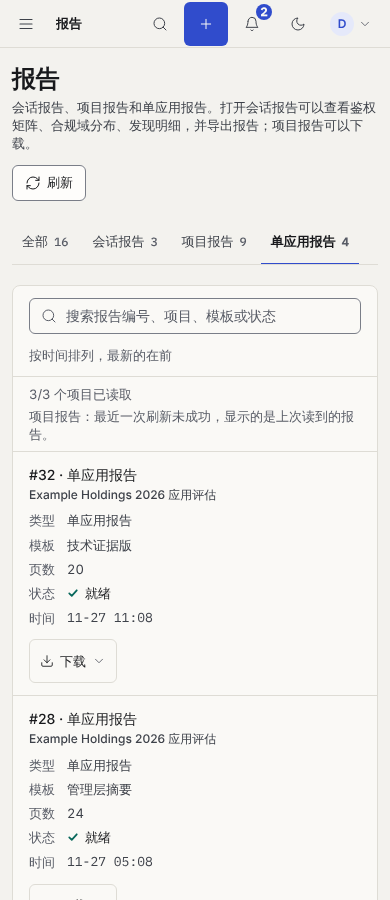 报告
2
D
报告
会话报告、项目报告和单应用报告。打开会话报告可以查看鉴权
矩阵、合规域分布、发现明细，并导出报告；项目报告可以下
载。
刷新
全部 16 会话报告 3 项目报告 9 单应用报告 4
搜索报告编号、项目、模板或状态
按时间排列，最新的在前
3/3 个项目已读取
项目报告：最近一次刷新未成功，显示的是上次读到的报
告。
#32 · 单应用报告
Example Holdings 2026 应用评估
类型 单应用报告
模板 技术证据版
页数 20
状态 就绪
时间 11-27 11:08
下载
#28 · 单应用报告
Example Holdings 2026 应用评估
类型 单应用报告
模板 管理层摘要
页数 24
状态 就绪
时间 11-27 05:08